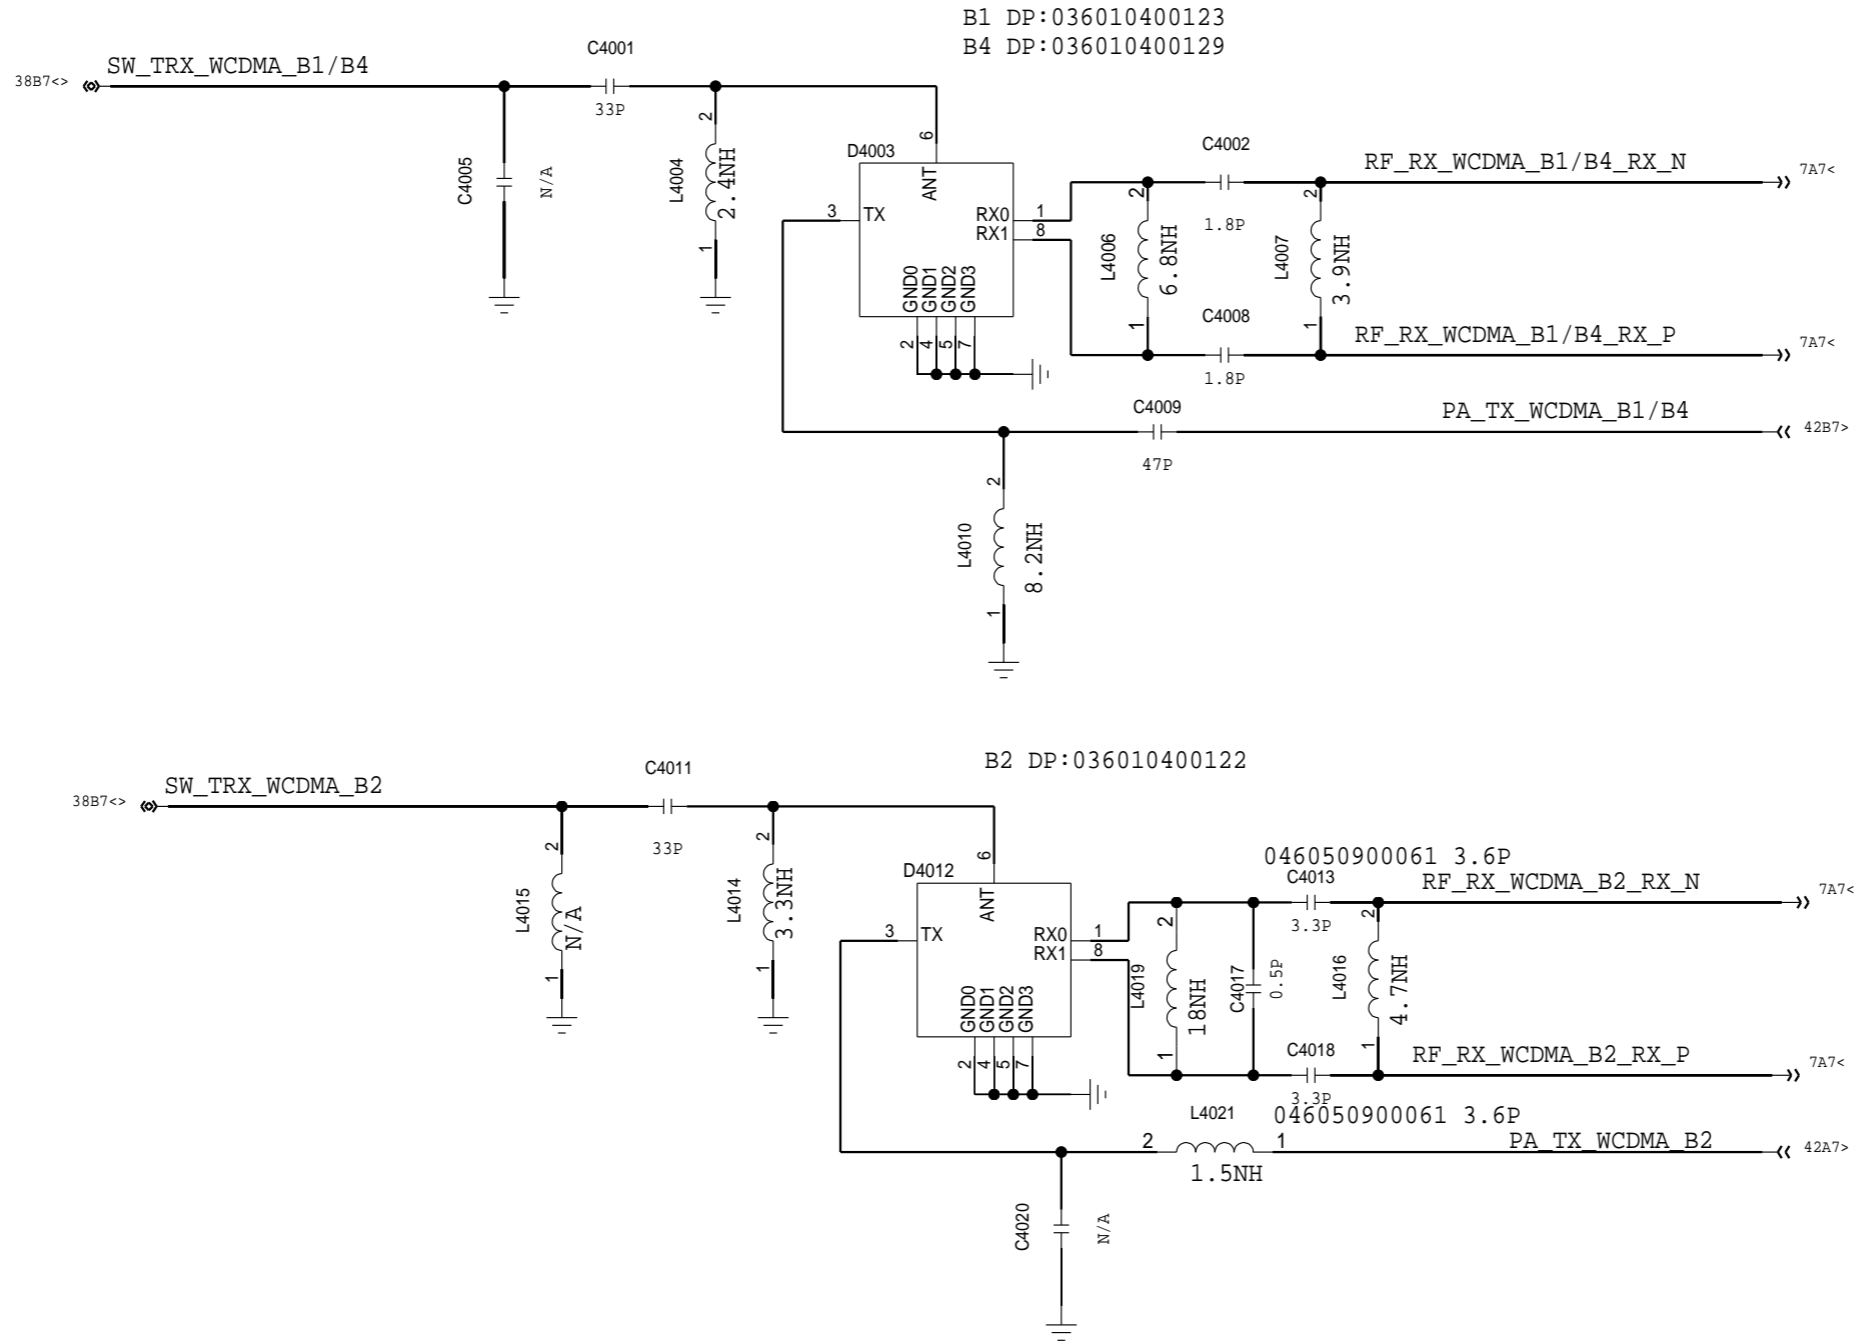 B1 DP:036010400123
B4 DP:036010400129
C4001
SW_TRX_WCDMA_B1/B4
38B7<>
33P
2
6
D4003
C4002
C4005
N/A
L4004
2.4NH
ANT
RF_RX_WCDMA_B1/B4_RX_N
7A7<
2
2
3
TX
RX0
1
RX1
8
1.8P
L4006
6.8NH
L4007
3.9NH
1
GND0
GND1
GND2
GND3
C4008
1
1
RF_RX_WCDMA_B1/B4_RX_P
7A7<
2
4
5
7
1.8P
C4009
PA_TX_WCDMA_B1/B4
42B7>
47P
2
L4010
8.2NH
1
B2 DP:036010400122
C4011
SW_TRX_WCDMA_B2
38B7<>
33P
2
2
6
D4012
046050900061 3.6P
C4013
RF_RX_WCDMA_B2_RX_N
7A7<
L4015
N/A
L4014
3.3NH
ANT
2
3.3P
2
3
TX
RX0
1
RX1
8
L4019
18NH
C4017
0.5P
L4016
4.7NH
1
1
GND0
GND1
GND2
GND3
1
C4018
1
RF_RX_WCDMA_B2_RX_P
7A7<
2
4
5
7
3.3P
L4021
046050900061 3.6P
2
1
PA_TX_WCDMA_B2
42A7>
1.5NH
C4020
N/A